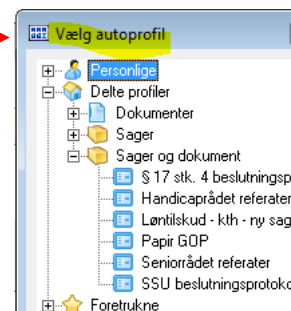 Vælg autoprofil
Personlige
Delte profiler
Dokumenter
Sager
Sager og dokument
§ 17 stk. 4 beslutningsp
Handicaprådet referater
Løntilskud - kth - ny sag
Papir GOP
Seniorrådet referater
SSU beslutningsprotoko
Foretrukne